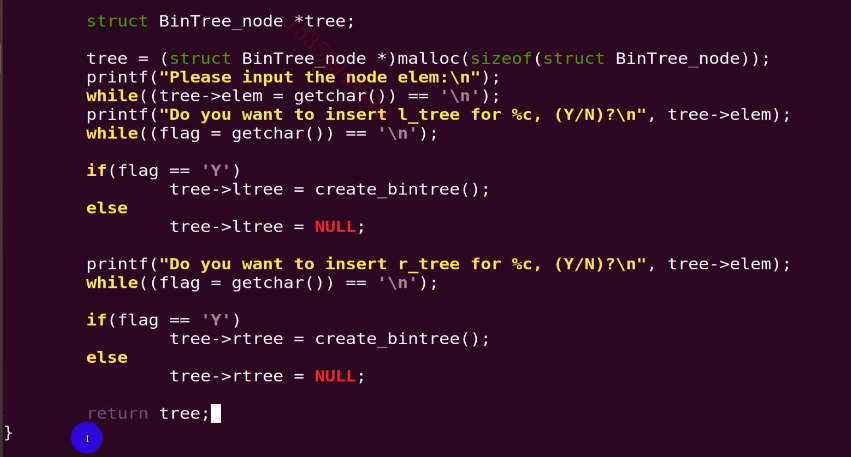 struct BinTree_node *tree;
tree = (struct BinTree_node *)malloc(sizeof(struct BinTree_node));
printf("Please input the node elem:\n");
while((tree->elem = getchar()) == '\n');
printf("Do you want to insert l_tree for %c, (Y/N)?\n", tree->elem);
while((flag = getchar()) == '\n');
if(flag == 'Y')
tree->ltree = create_bintree();
else
tree->ltree = NULL;
printf("Do you want to insert r_tree for %c, (Y/N)?\n", tree->elem);
while((flag = getchar()) == '\n');
if(flag == 'Y')
tree->rtree = create_bintree();
else
tree->rtree = NULL;
return tree;
}